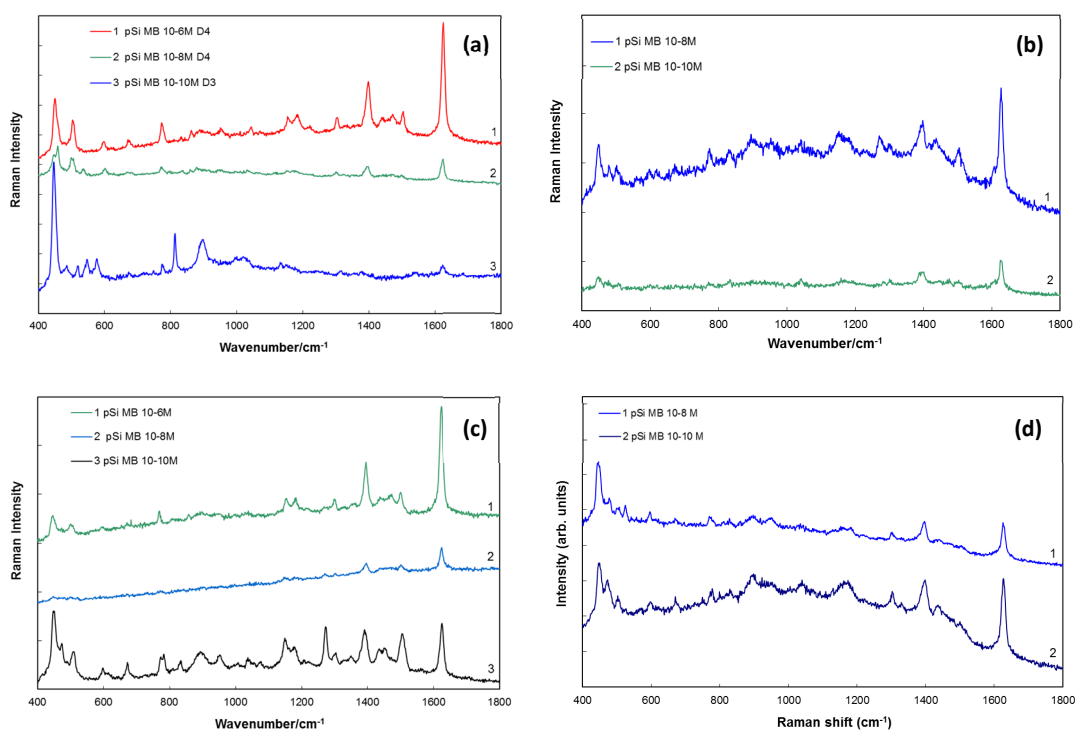 (a)
1 pSi MB 10-6M D4
2 pSi MB 10-8M D4
3 pSi MB 10-10M D3
Raman Intensity
1
2
3
400 600 800 1000 1200 1400 1600 1800
Wavenumber/cm-1
(b)
1 pSi MB 10-8M
2 pSi MB 10-10M
Raman Intensity
1
2
400 600 800 1000 1200 1400 1600 1800
Wavenumber/cm-1
(c)
1 pSi MB 10-6M
2 pSi MB 10-8M
3 pSi MB 10-10M
Raman Intensity
1
2
3
400 600 800 1000 1200 1400 1600 1800
Wavenumber/cm-1
(d)
1 pSi MB 10-8 M
2 pSi MB 10-10 M
Intensity (arb. units)
1
2
400 600 800 1000 1200 1400 1600 1800
Raman shift (cm-1)